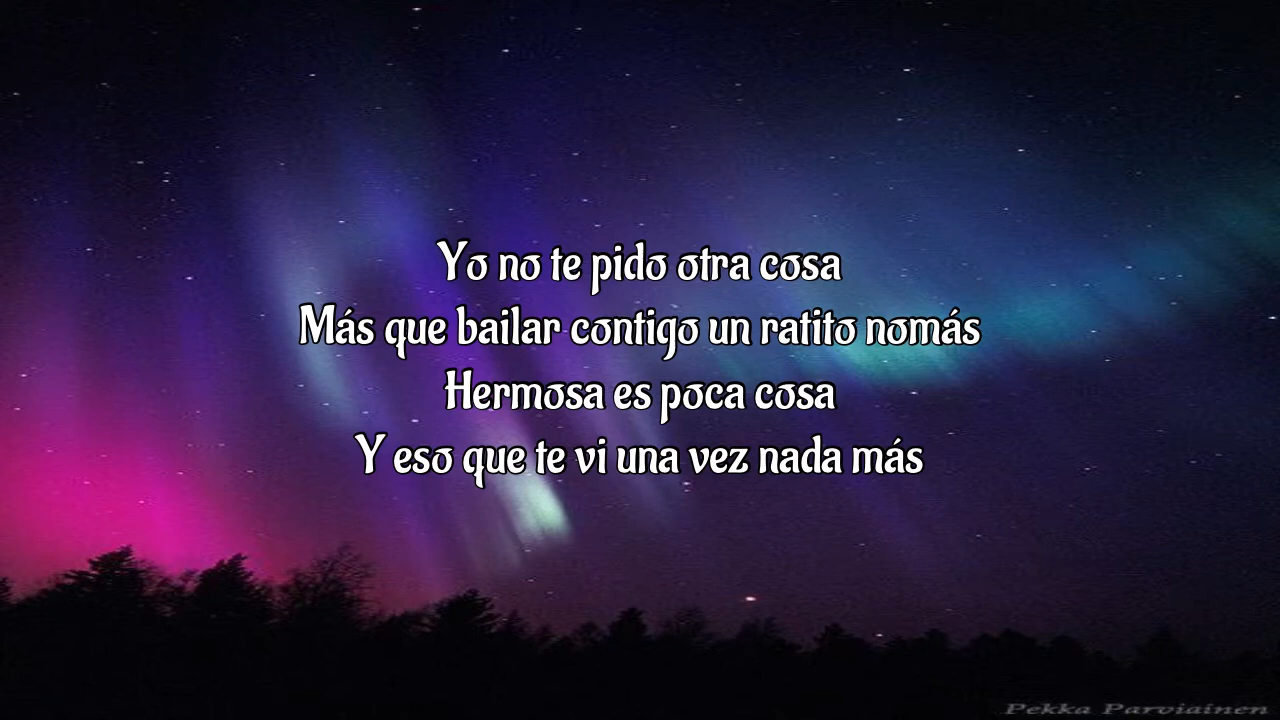 Yo no te pido otra cosa
Más que bailar contigo un ratito nomás
Hermosa es poca cosa
Y eso que te vi una vez nada más
Pekka Parviainen